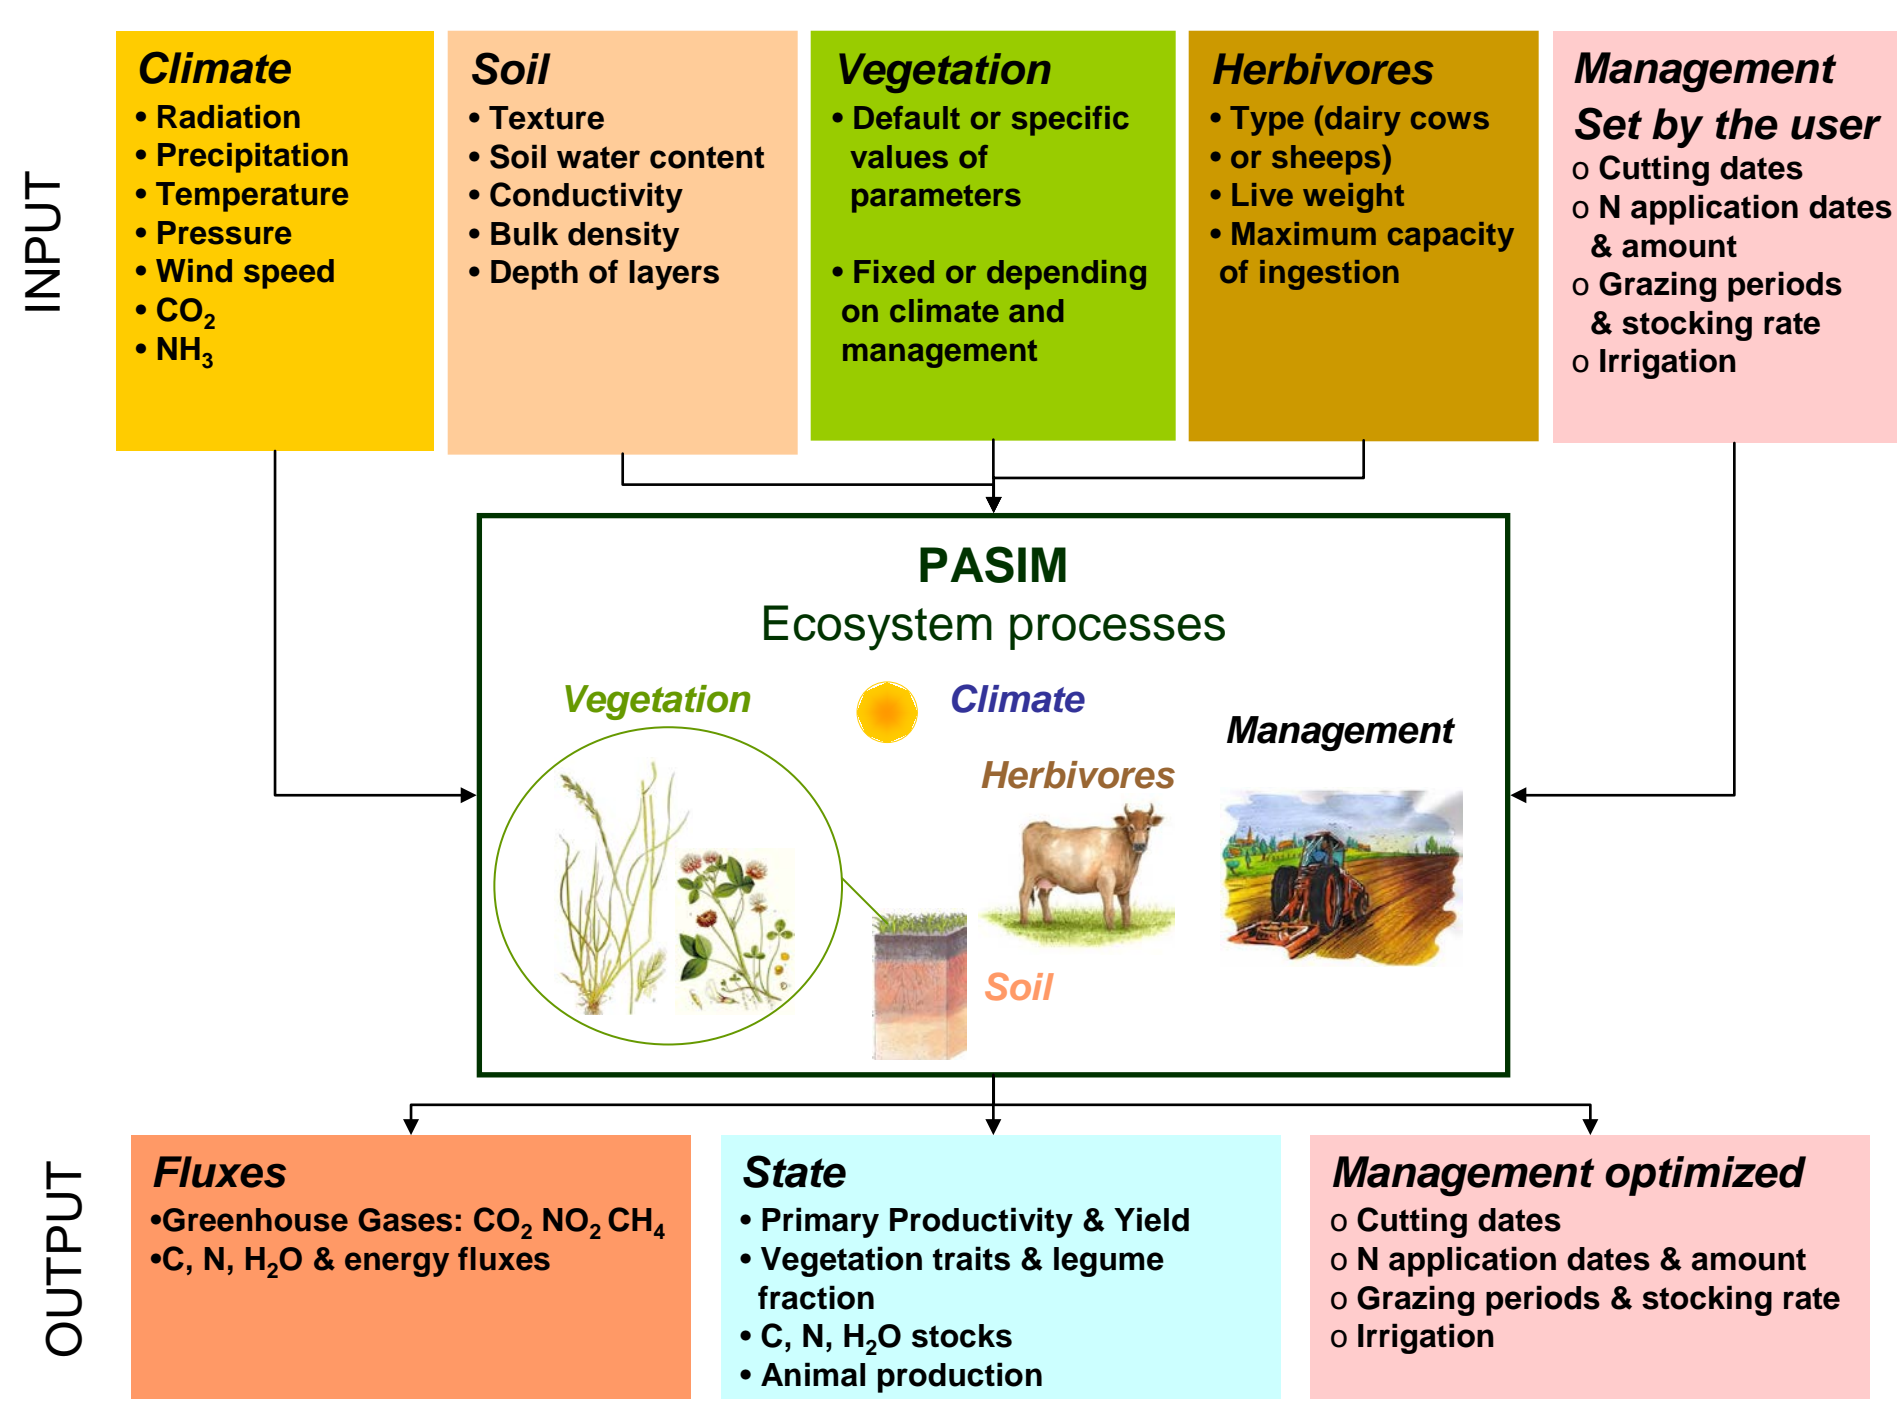 INPUT
Climate
• Radiation
• Precipitation
• Temperature
• Pressure
• Wind speed
• CO₂
• NH₃
Soil
• Texture
• Soil water content
• Conductivity
• Bulk density
• Depth of layers
Vegetation
• Default or specific
values of
parameters
• Fixed or depending
on climate and
management
Herbivores
• Type (dairy cows
• or sheeps)
• Live weight
• Maximum capacity
of ingestion
Management
Set by the user
o Cutting dates
o N application dates
& amount
o Grazing periods
& stocking rate
o Irrigation
PASIM
Ecosystem processes
Vegetation
Climate
Management
Herbivores
Soil
OUTPUT
Fluxes
•Greenhouse Gases: CO₂ NO₂ CH₄
•C, N, H₂O & energy fluxes
State
• Primary Productivity & Yield
• Vegetation traits & legume
fraction
• C, N, H₂O stocks
• Animal production
Management optimized
o Cutting dates
o N application dates & amount
o Grazing periods & stocking rate
o Irrigation